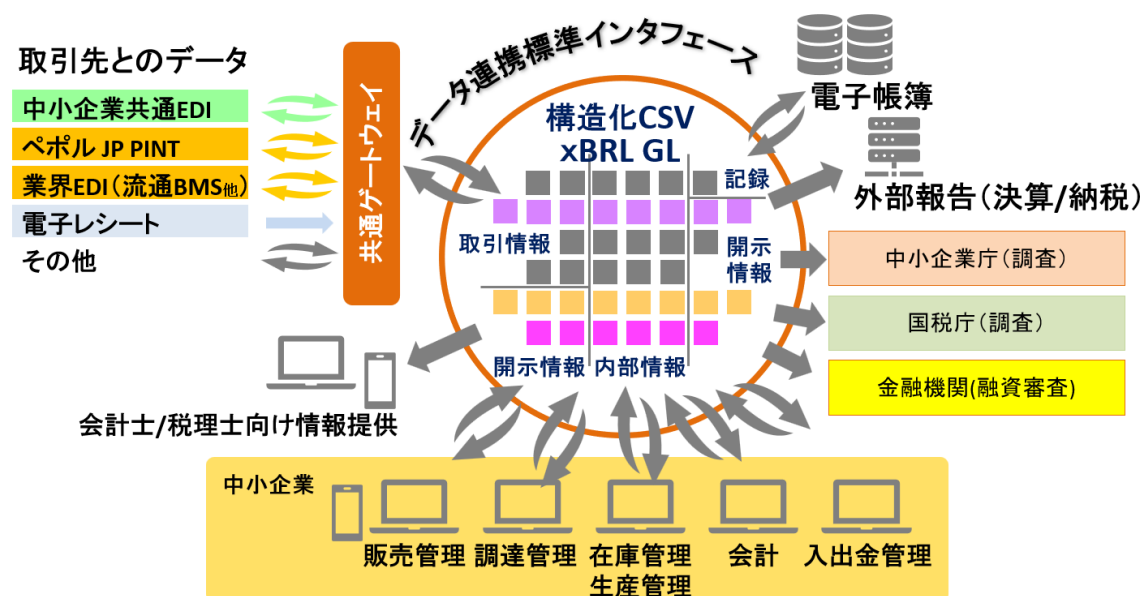 取引先とのデータ
中小企業共通EDI
ペポル JP PINT
業界EDI(流通BMS他)
電子レシート
その他
共通ゲートウェイ
データ連携標準インタフェース
構造化CSV
xBRL GL
記録
取引情報
開示
情報
開示情報
内部情報
電子帳簿
外部報告(決算/納税)
中小企業庁(調査)
国税庁(調査)
金融機関(融資審査)
会計士/税理士向け情報提供
中小企業
販売管理
調達管理
在庫管理
生産管理
会計
入出金管理